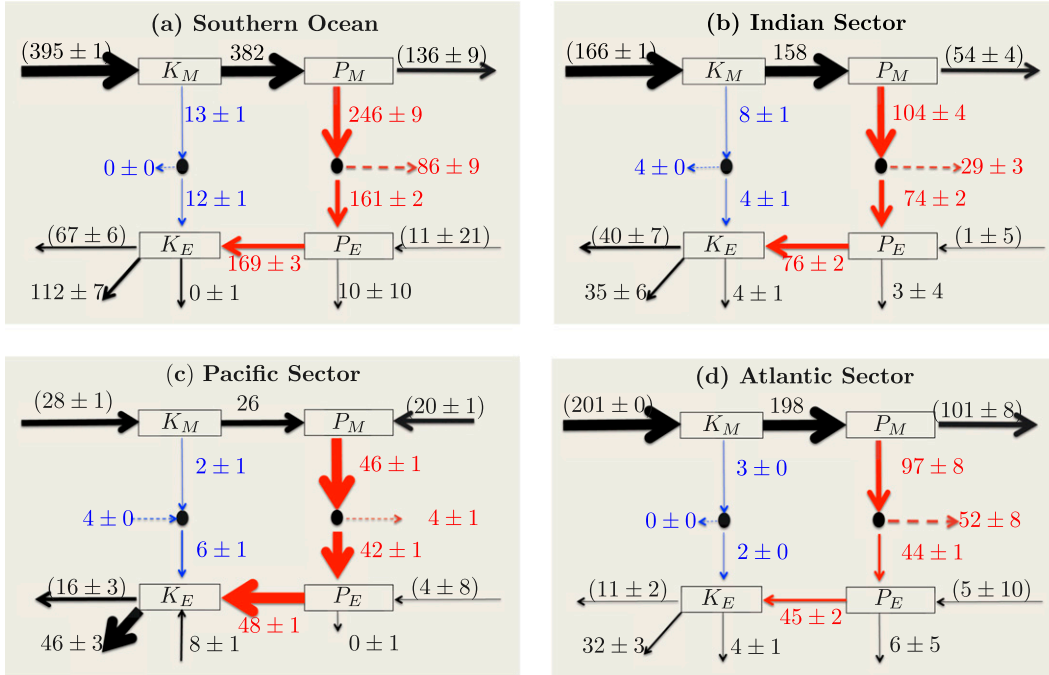 (a) Southern Ocean
(395 ± 1)
382
(136 ± 9)
K_M
P_M
13 ± 1
246 ± 9
0 ± 0
86 ± 9
12 ± 1
161 ± 2
(67 ± 6)
(11 ± 21)
K_E
P_E
169 ± 3
112 ± 7
0 ± 1
10 ± 10
(b) Indian Sector
(166 ± 1)
158
(54 ± 4)
K_M
P_M
8 ± 1
104 ± 4
4 ± 0
29 ± 3
4 ± 1
74 ± 2
(40 ± 7)
(1 ± 5)
K_E
P_E
76 ± 2
35 ± 6
4 ± 1
3 ± 4
(c) Pacific Sector
(28 ± 1)
26
(20 ± 1)
K_M
P_M
2 ± 1
46 ± 1
4 ± 0
4 ± 1
6 ± 1
42 ± 1
(16 ± 3)
(4 ± 8)
K_E
P_E
48 ± 1
46 ± 3
8 ± 1
0 ± 1
(d) Atlantic Sector
(201 ± 0)
198
(101 ± 8)
K_M
P_M
3 ± 0
97 ± 8
0 ± 0
52 ± 8
2 ± 0
44 ± 1
(11 ± 2)
(5 ± 10)
K_E
P_E
45 ± 2
32 ± 3
4 ± 1
6 ± 5